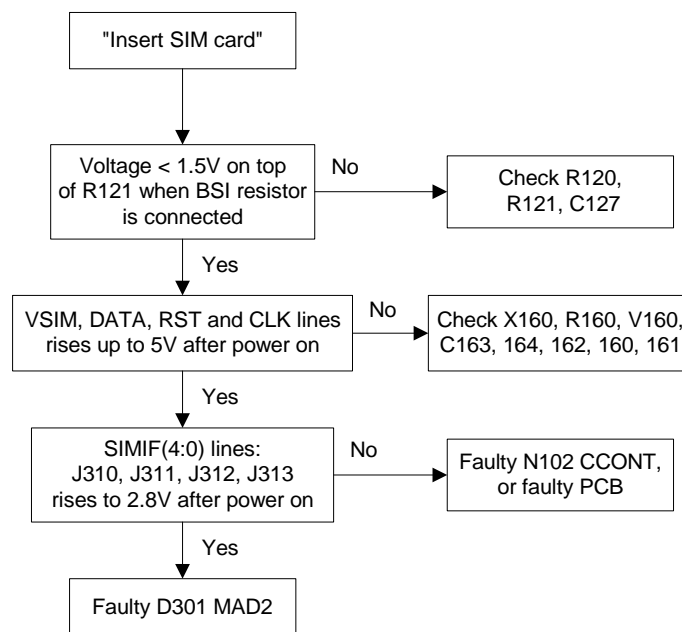 "Insert SIM card"
Voltage < 1.5V on top
of R121 when BSI resistor
is connected
No
Check R120,
R121, C127
Yes
VSIM, DATA, RST and CLK lines
rises up to 5V after power on
No
Check X160, R160, V160,
C163, 164, 162, 160, 161
Yes
SIMIF(4:0) lines:
J310, J311, J312, J313
rises to 2.8V after power on
No
Faulty N102 CCONT,
or faulty PCB
Yes
Faulty D301 MAD2